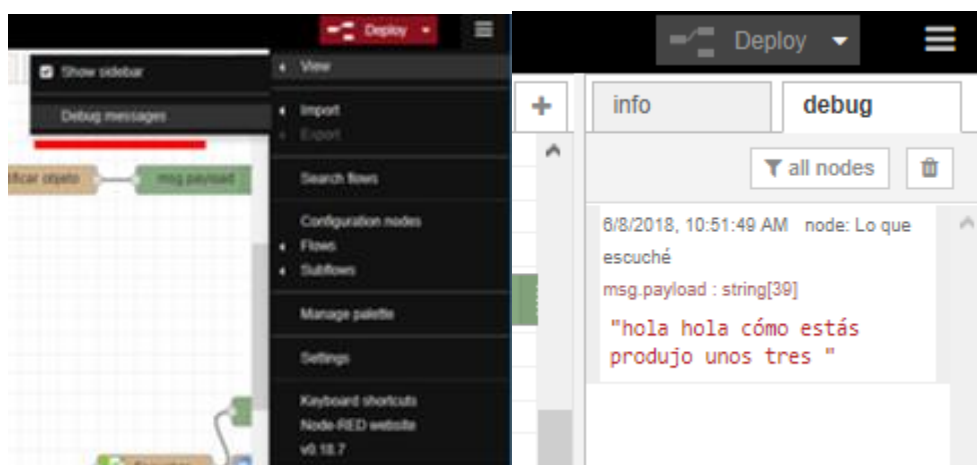 Deploy
Show sidebar
View
Debug messages
Import
Export
ficar objeto
msg.payload
Search flows
Configuration nodes
Flows
Subflows
Manage palette
Settings
Keyboard shortcuts
Node-RED website
v0.18.7
Deploy
info
debug
all nodes
6/8/2018, 10:51:49 AM node: Lo que
escuché
msg.payload : string[39]
"hola hola cómo estás
produjo unos tres "